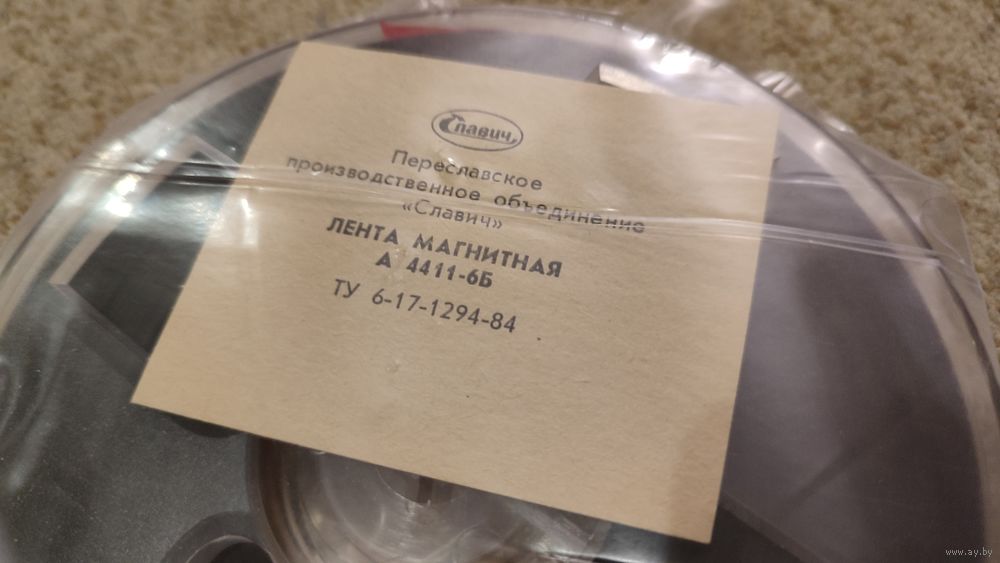 Славич
Переславское
производственное объединение
«Славич»
ЛЕНТА МАГНИТНАЯ
А 4411-6Б
ТУ 6-17-1294-84
www.ay.by